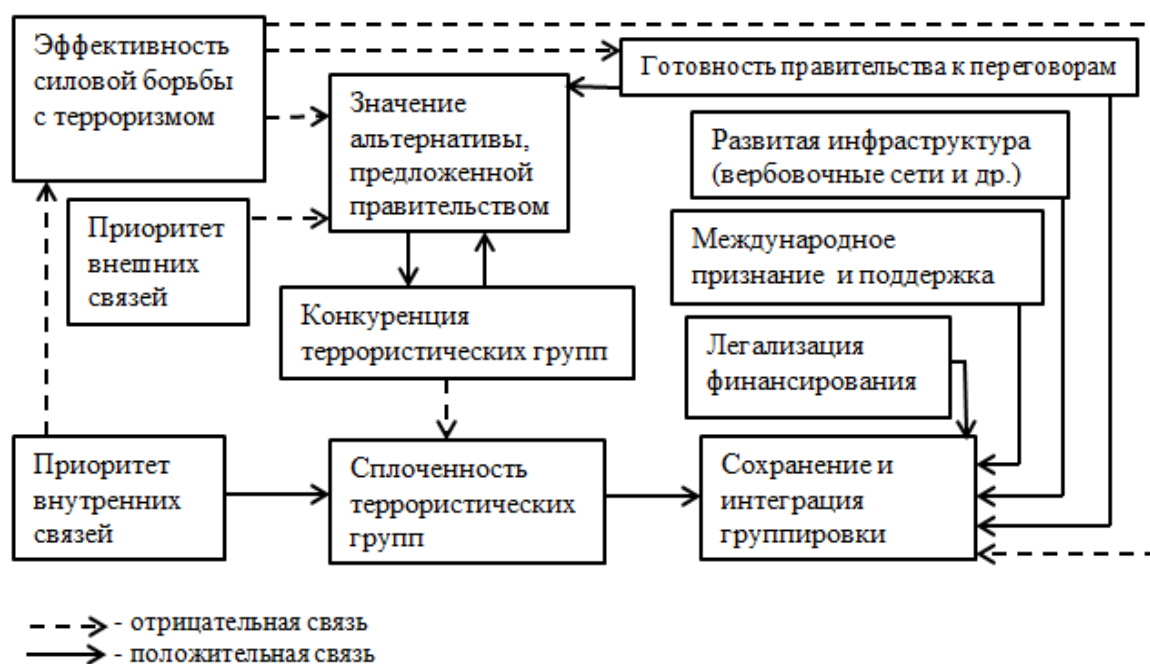 Эффективность
силовой борьбы
с терроризмом
Готовность правительства к переговорам
Значение
альтернативы,
предложенной
правительством
Развитая инфраструктура
(вербовочные сети и др.)
Приоритет
внешних
связей
Международное
признание и поддержка
Конкуренция
террористических групп
Легализация
финансирования
Приоритет
внутренних
связей
Сплоченность
террористических
групп
Сохранение и
интеграция
группировки
- отрицательная связь
- положительная связь